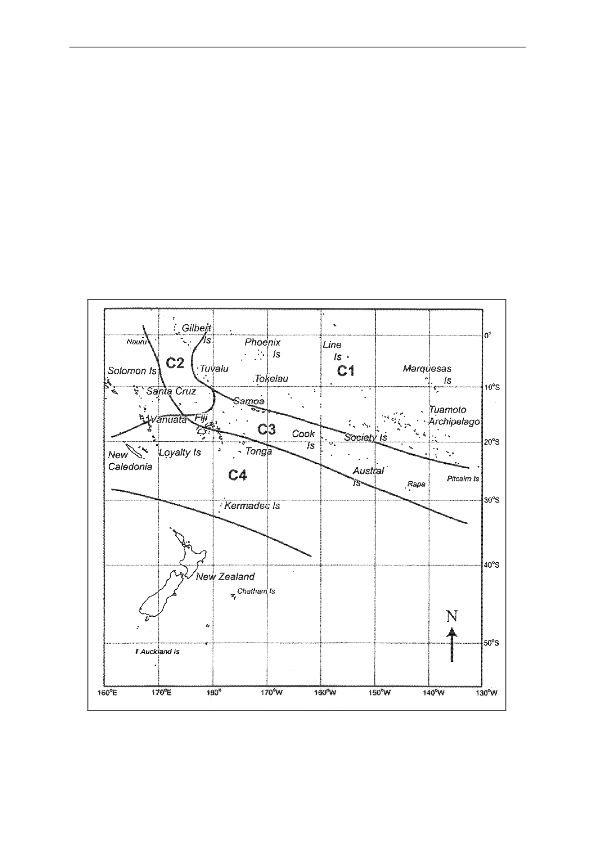 Gilbert
Is
Nauru
Phoenix
Is
Line
Is
0°
Solomon Is
C2
Tuvalu
Tokelau
C1
Marquesas
Is
10°S
Santa Cruz
Samoa
Vanuata
Fiji
C3
Cook
Is
Society Is
Tuamoto
Archipelago
20°S
New
Caledonia
Loyalty Is
Tonga
C4
Austral
Is
Rapa
Pitcairn Is
30°S
Kermadec Is
40°S
New Zealand
Chatham Is
N
50°S
Auckland Is
160°E
170°E
180°
170°W
160°W
150°W
140°W
130°W